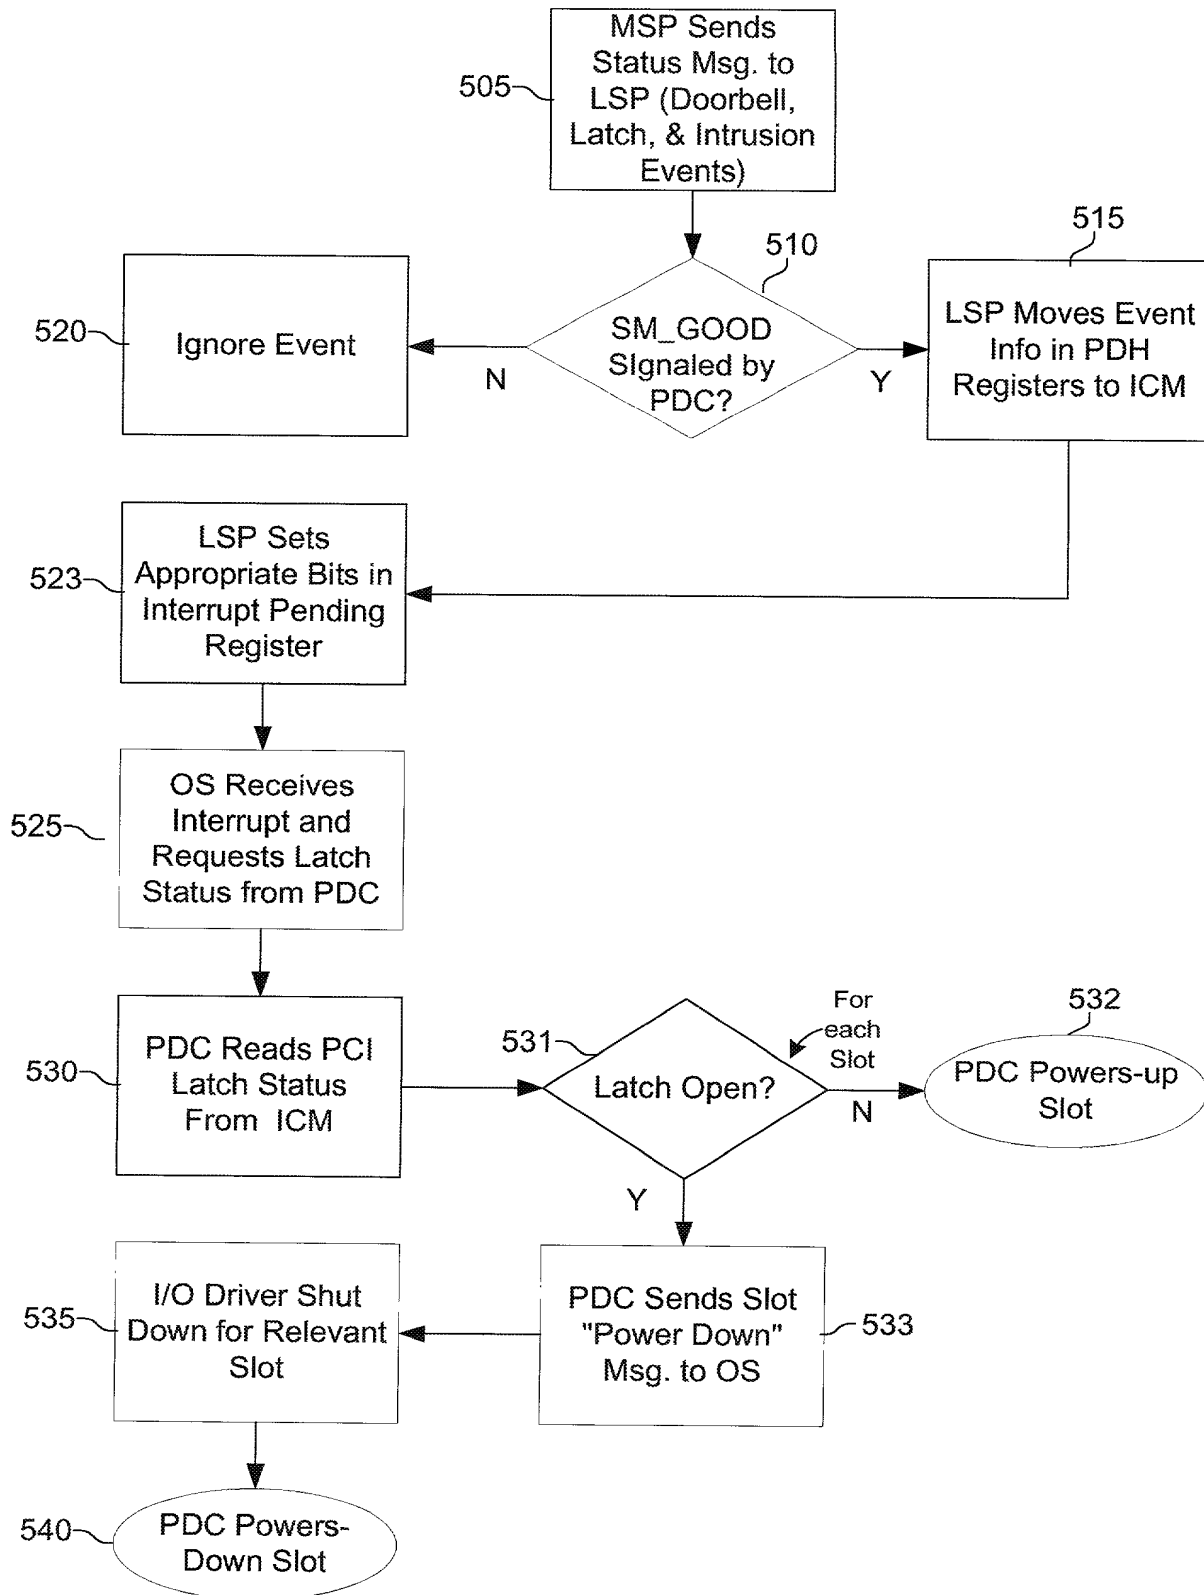 MSP Sends
Status Msg. to
LSP (Doorbell,
Latch, & Intrusion
Events)
505
510
SM_GOOD
SIgnaled by
PDC?
N
Y
515
LSP Moves Event
Info in PDH
Registers to ICM
520
Ignore Event
523
LSP Sets
Appropriate Bits in
Interrupt Pending
Register
525
OS Receives
Interrupt and
Requests Latch
Status from PDC
530
PDC Reads PCI
Latch Status
From ICM
531
Latch Open?
For
each
Slot
N
Y
532
PDC Powers-up
Slot
533
PDC Sends Slot
"Power Down"
Msg. to OS
535
I/O Driver Shut
Down for Relevant
Slot
540
PDC Powers-
Down Slot